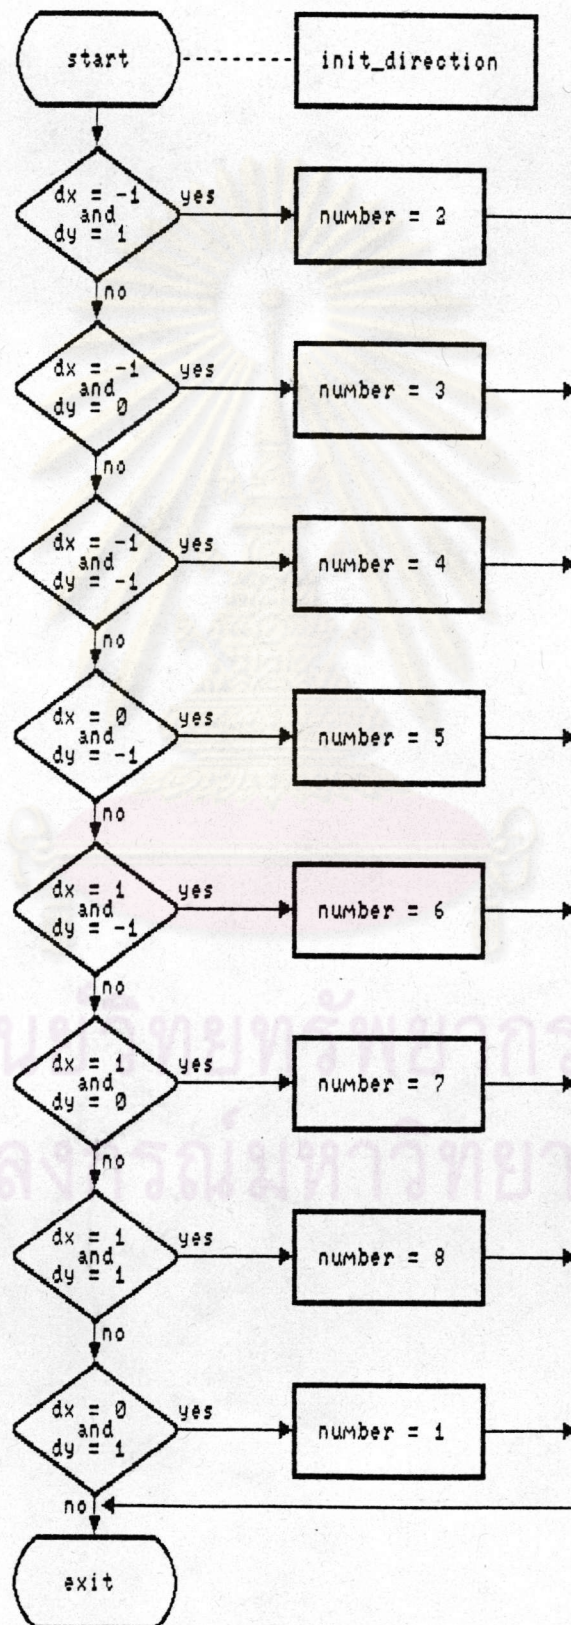 start
init_direction
dx = -1
and
dy = 1
yes
number = 2
no
dx = -1
and
dy = 0
yes
number = 3
no
dx = -1
and
dy = -1
yes
number = 4
no
dx = 0
and
dy = -1
yes
number = 5
no
dx = 1
and
dy = -1
yes
number = 6
no
dx = 1
and
dy = 0
yes
number = 7
no
dx = 1
and
dy = 1
yes
number = 8
no
dx = 0
and
dy = 1
yes
number = 1
no
exit